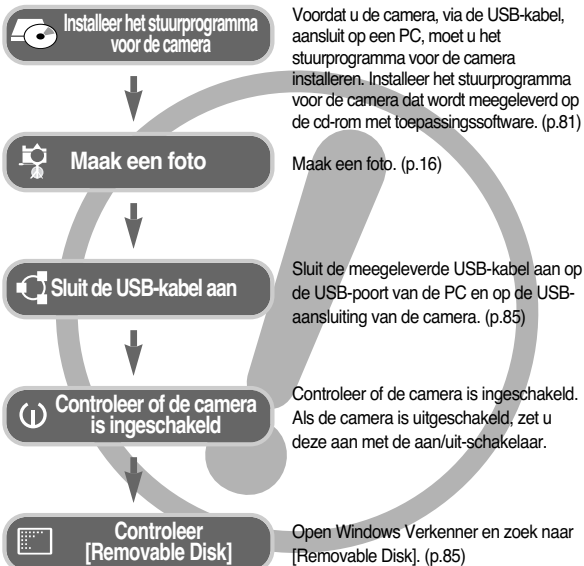 Installeer het stuurprogramma
voor de camera
Voordat u de camera, via de USB-kabel,
aansluit op een PC, moet u het
stuurprogramma voor de camera
installeren. Installeer het stuurprogramma
voor de camera dat wordt meegeleverd op
de cd-rom met toepassingssoftware. (p.81)
Maak een foto
Maak een foto. (p.16)
Sluit de USB-kabel aan
Sluit de meegeleverde USB-kabel aan op
de USB-poort van de PC en op de USB-
aansluiting van de camera. (p.85)
Controleer of de camera
is ingeschakeld
Controleer of de camera is ingeschakeld.
Als de camera is uitgeschakeld, zet u
deze aan met de aan/uit-schakelaar.
Controleer
[Removable Disk]
Open Windows Verkenner en zoek naar
[Removable Disk]. (p.85)